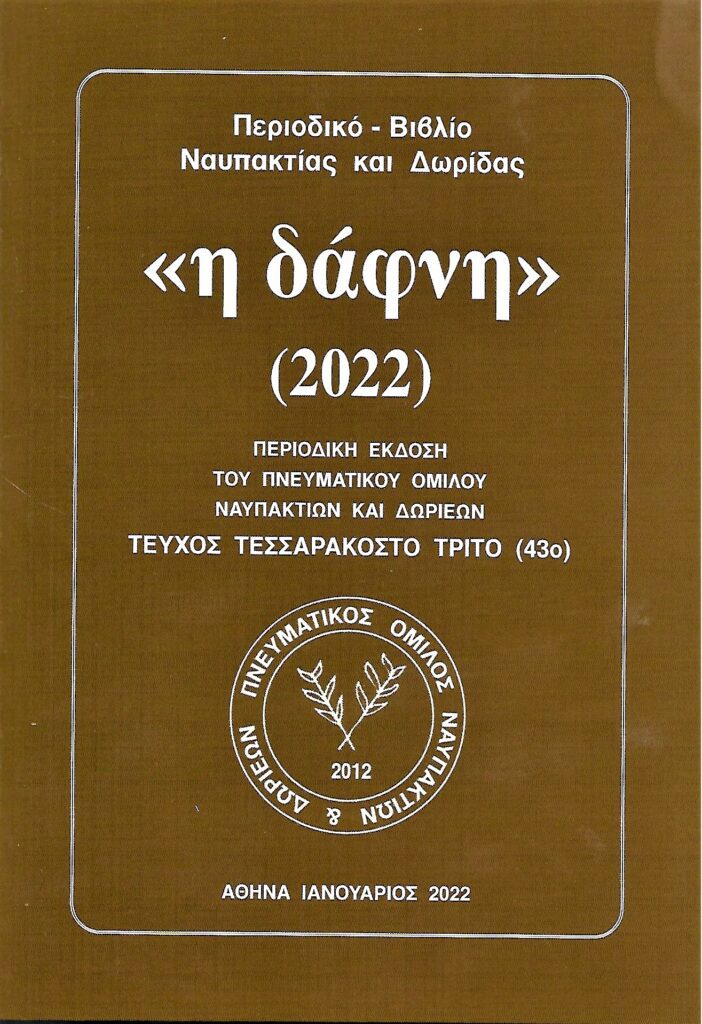 Περιοδικό - Βιβλίο
Ναυπακτίας και Δωρίδας
«η δάφνη»
(2022)
ΠΕΡΙΟΔΙΚΗ ΕΚΔΟΣΗ
ΤΟΥ ΠΝΕΥΜΑΤΙΚΟΥ ΟΜΙΛΟΥ
ΝΑΥΠΑΚΤΙΩΝ ΚΑΙ ΔΩΡΙΕΩΝ
ΤΕΥΧΟΣ ΤΕΣΣΑΡΑΚΟΣΤΟ ΤΡΙΤΟ (43ο)
ΠΝΕΥΜΑΤΙΚΟΣ ΟΜΙΛΟΣ ΝΑΥΠΑΚΤΙΩΝ & ΔΩΡΙΕΩΝ
2012
ΑΘΗΝΑ ΙΑΝΟΥΑΡΙΟΣ 2022